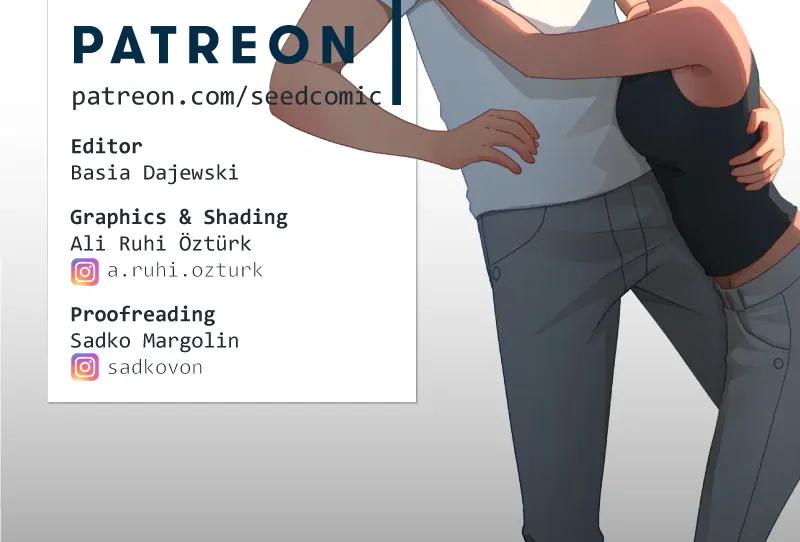 PATREON
patreon.com/seedcomic
Editor
Basia Dajewski
Graphics & Shading
Ali Ruhi Öztürk
a.ruhi.ozturk
Proofreading
Sadko Margolin
sadkovon